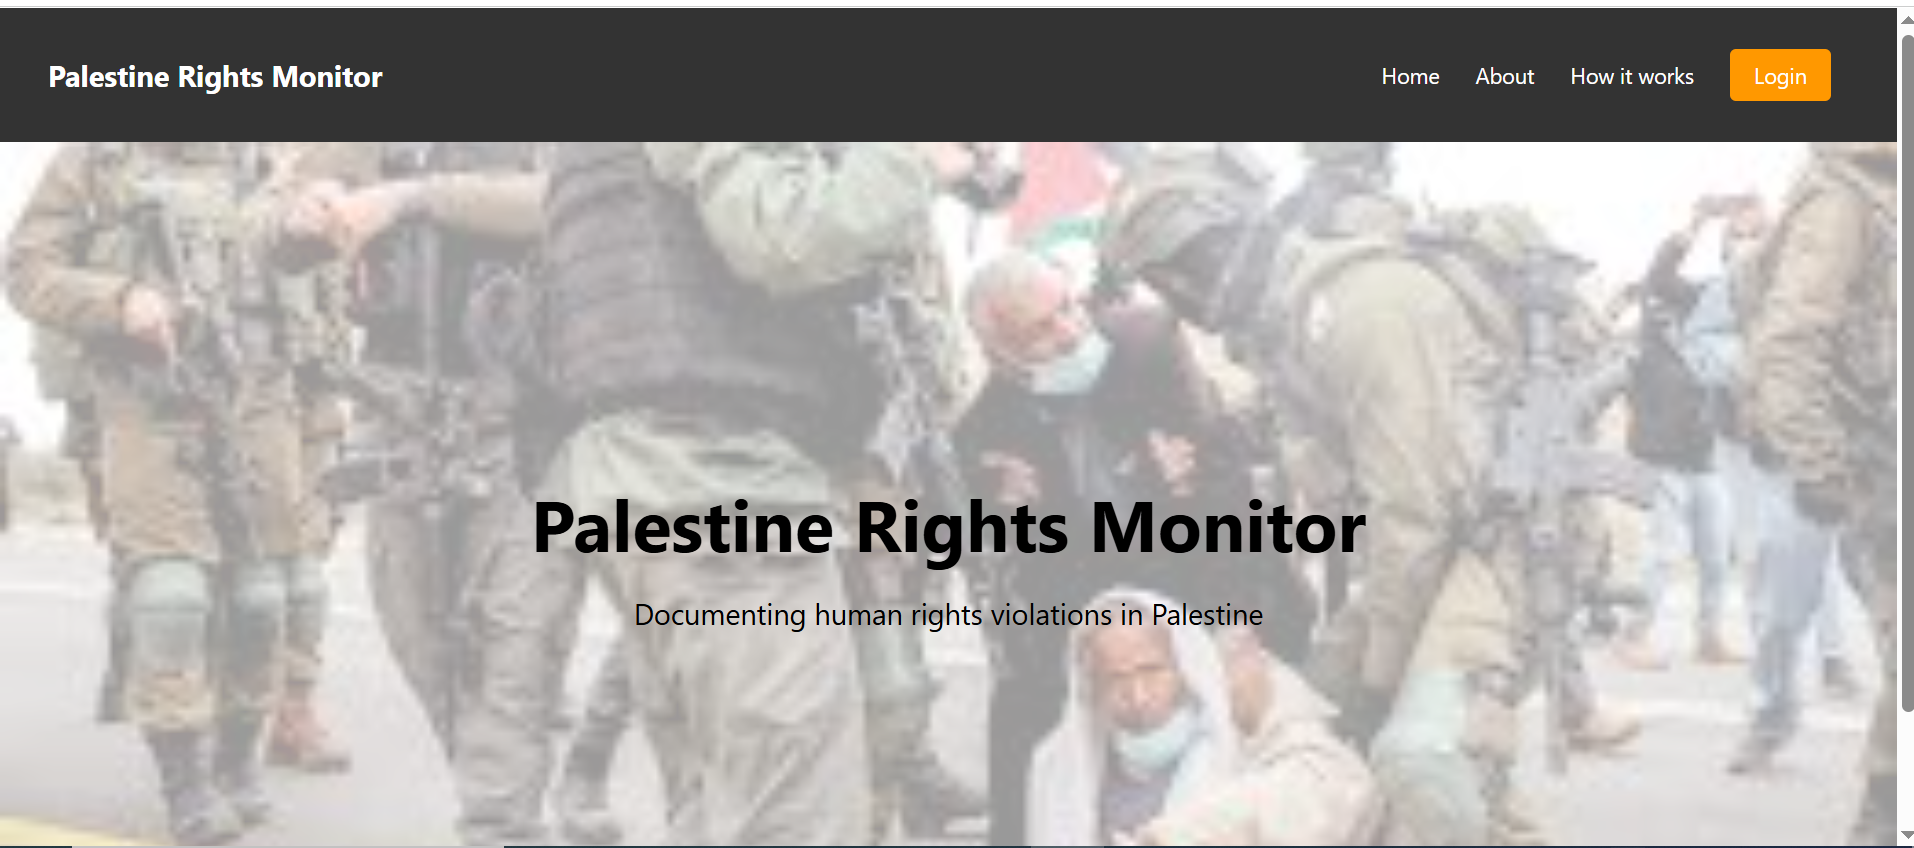 Palestine Rights Monitor
Home About How it works Login
Palestine Rights Monitor
Documenting human rights violations in Palestine